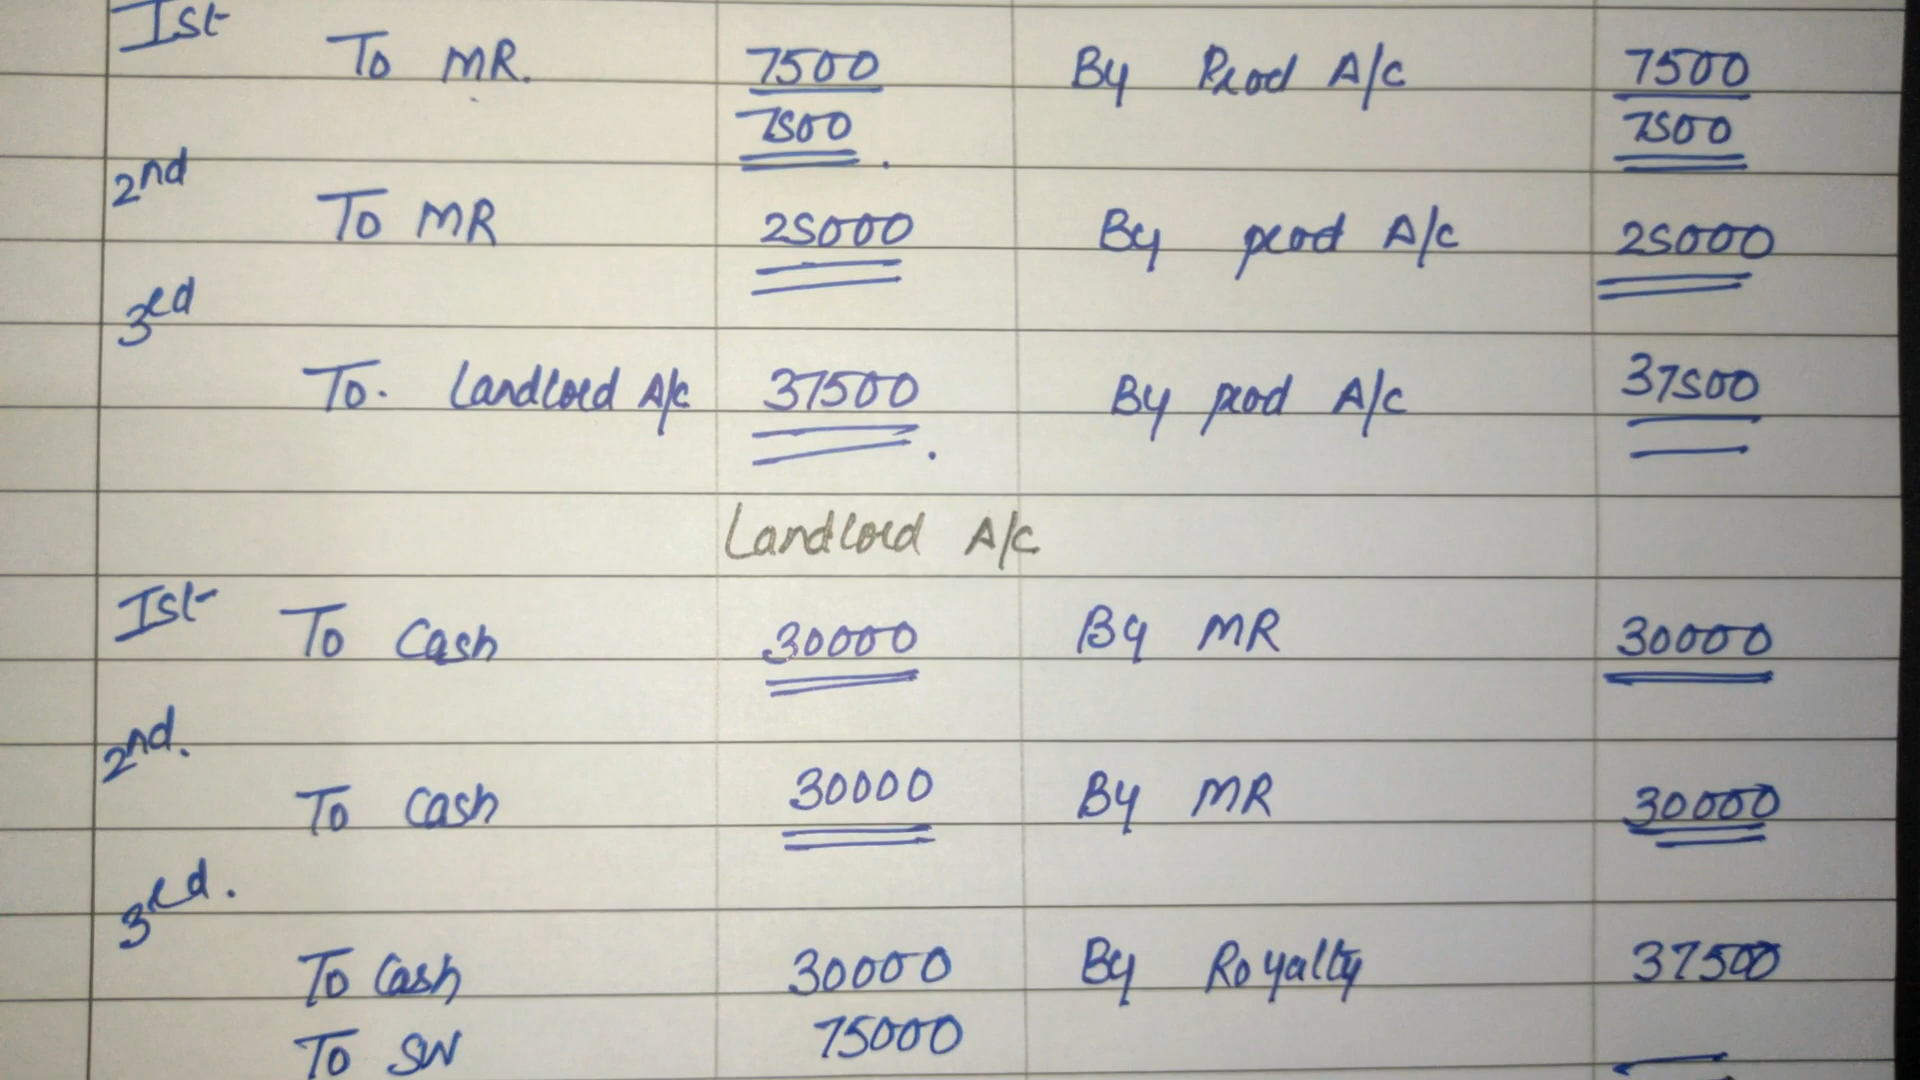 Ist
To MR. 7500 By Prod A/c 7500
7500 7500
2nd
To MR 25000 By prod A/c 25000
3rd
To. Landlord A/c 37500 By prod A/c 37500
Landlord A/c
Ist To Cash 30000 By MR 30000
2nd.
To Cash 30000 By MR 30000
3rd.
To Cash 30000 By Royalty 37500
To SW 75000